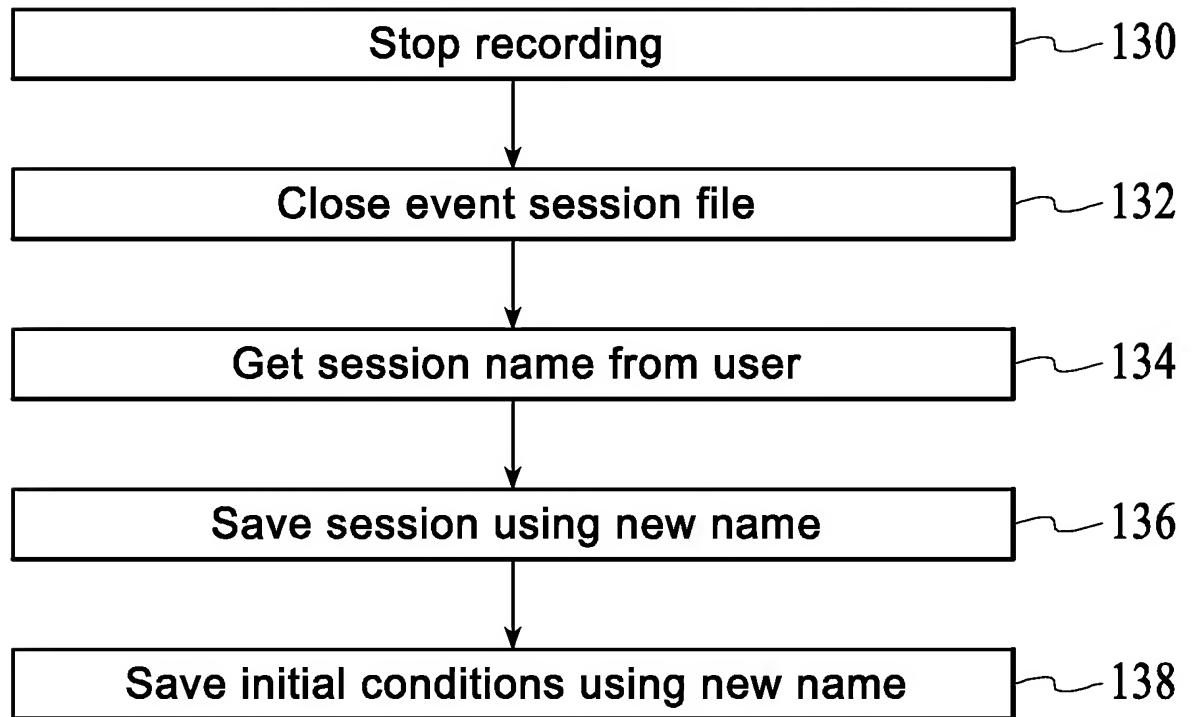 Stop recording 130
Close event session file 132
Get session name from user 134
Save session using new name 136
Save initial conditions using new name 138